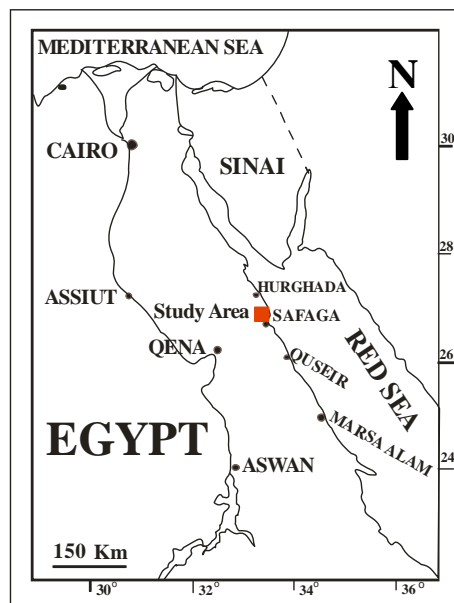 MEDITERRANEAN SEA
N
CAIRO
30
SINAI
28
HURGHADA
ASSIUT
Study Area
SAFAGA
QENA
QUSEIR
RED SEA
26
EGYPT
MARSA ALAM
ASWAN
24
150 Km
30° 32° 34° 36°